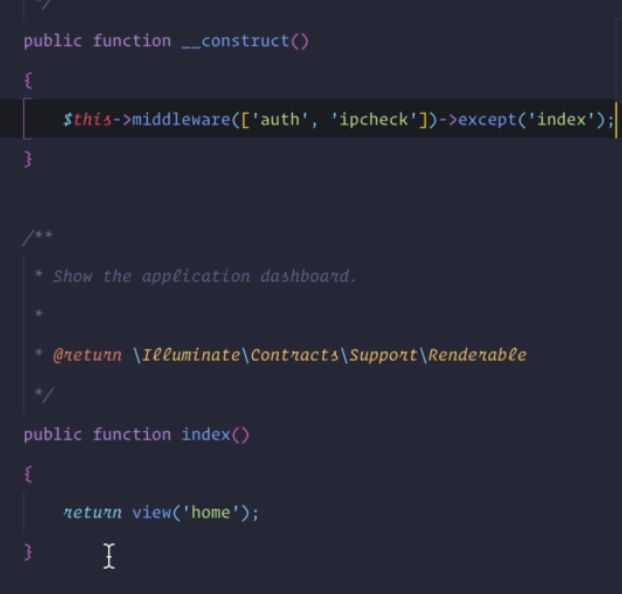 */
public function __construct()
{
$this->middleware(['auth', 'ipcheck'])->except('index');
}
/**
* Show the application dashboard.
*
* @return \Illuminate\Contracts\Support\Renderable
*/
public function index()
{
return view('home');
}